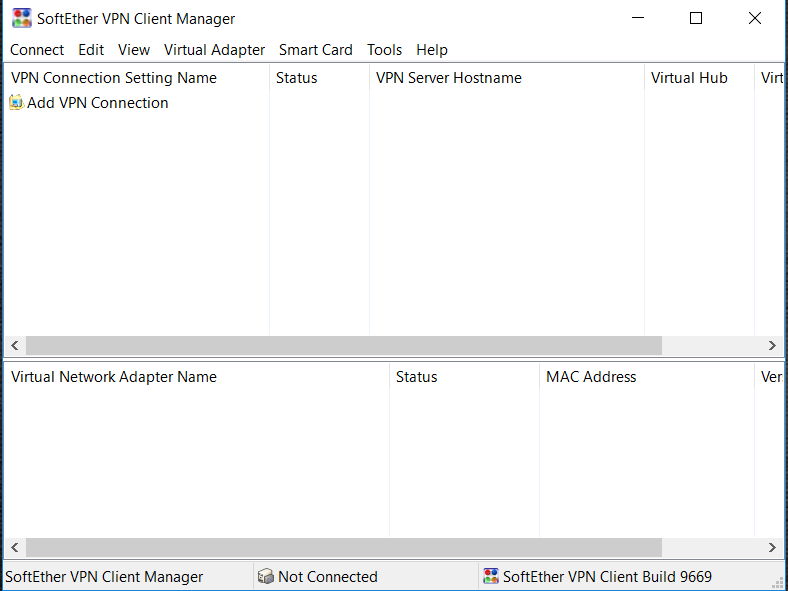 SoftEther VPN Client Manager
Connect Edit View Virtual Adapter Smart Card Tools Help
VPN Connection Setting Name Status VPN Server Hostname Virtual Hub Virt
Add VPN Connection
Virtual Network Adapter Name Status MAC Address Ver
SoftEther VPN Client Manager Not Connected SoftEther VPN Client Build 9669